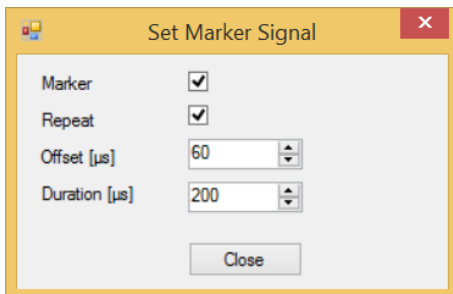 Set Marker Signal
Marker
Repeat
Offset [µs] 60
Duration [µs] 200
Close